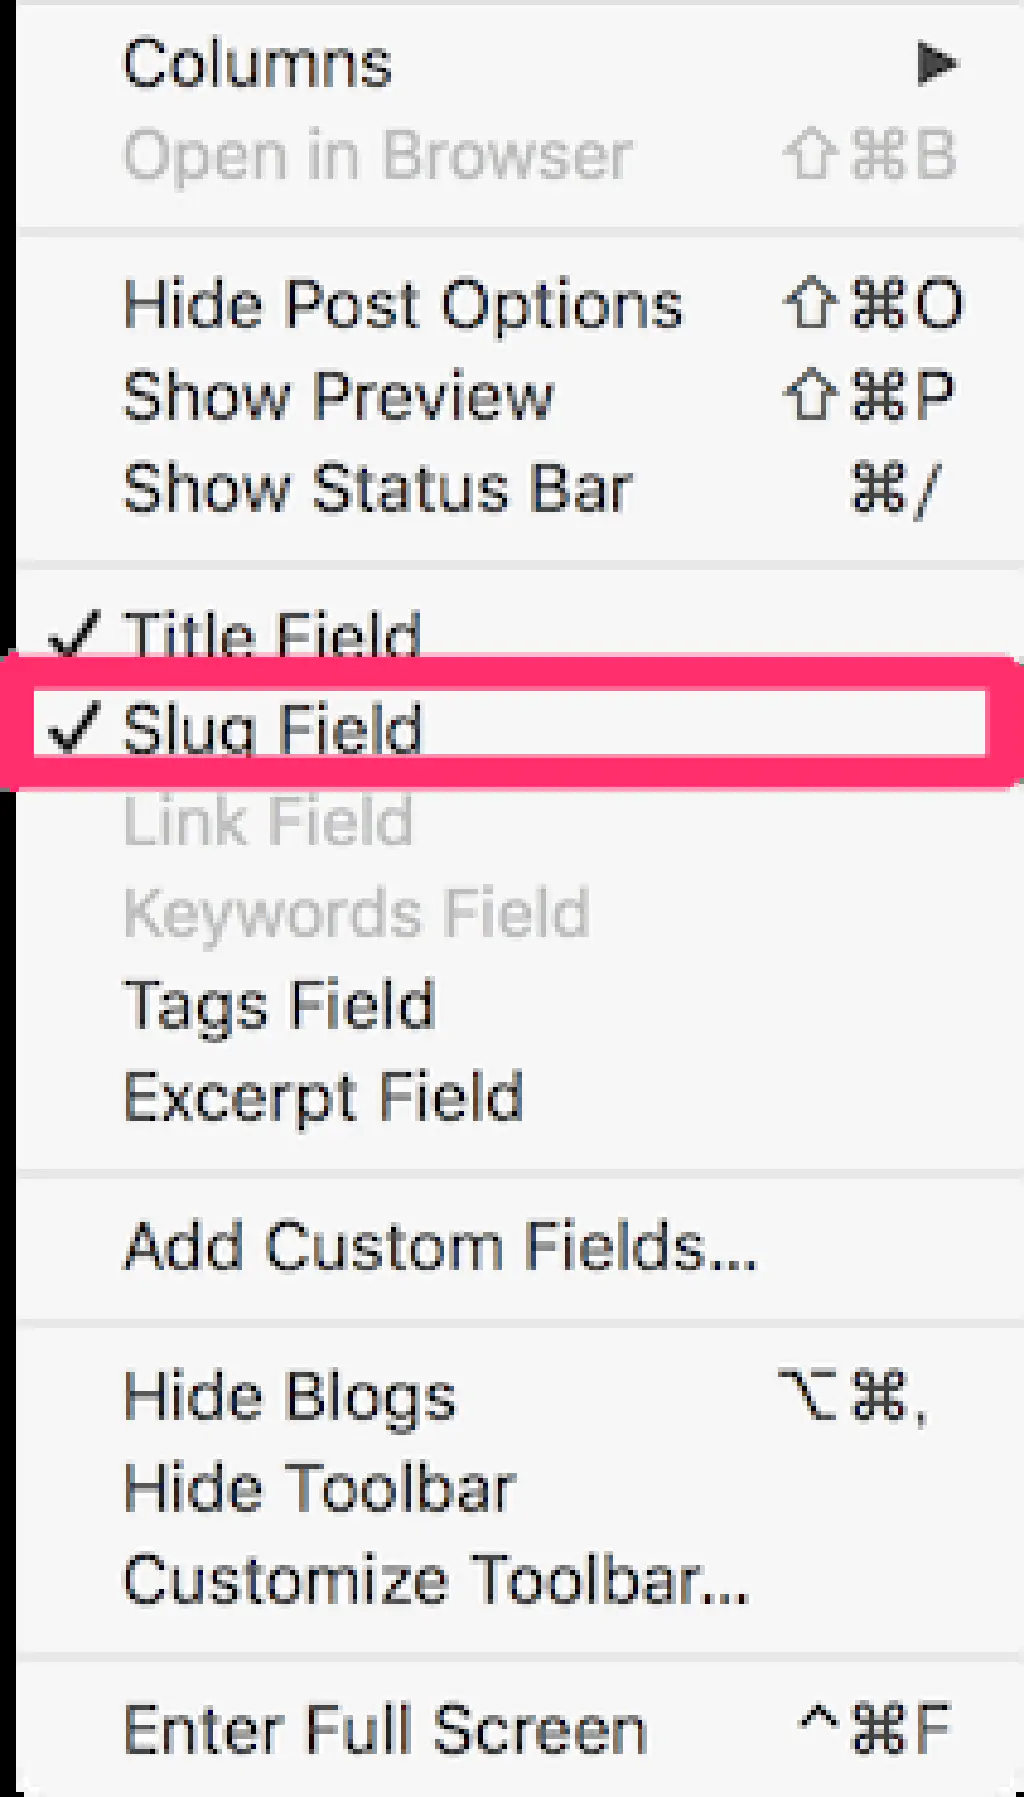 Columns ▶
Open in Browser ⇧⌘B
Hide Post Options ⇧⌘O
Show Preview ⇧⌘P
Show Status Bar ⌘/
✓ Title Field
✓ Slug Field
Link Field
Keywords Field
Tags Field
Excerpt Field
Add Custom Fields...
Hide Blogs ⌥⌘,
Hide Toolbar
Customize Toolbar...
Enter Full Screen ^⌘F